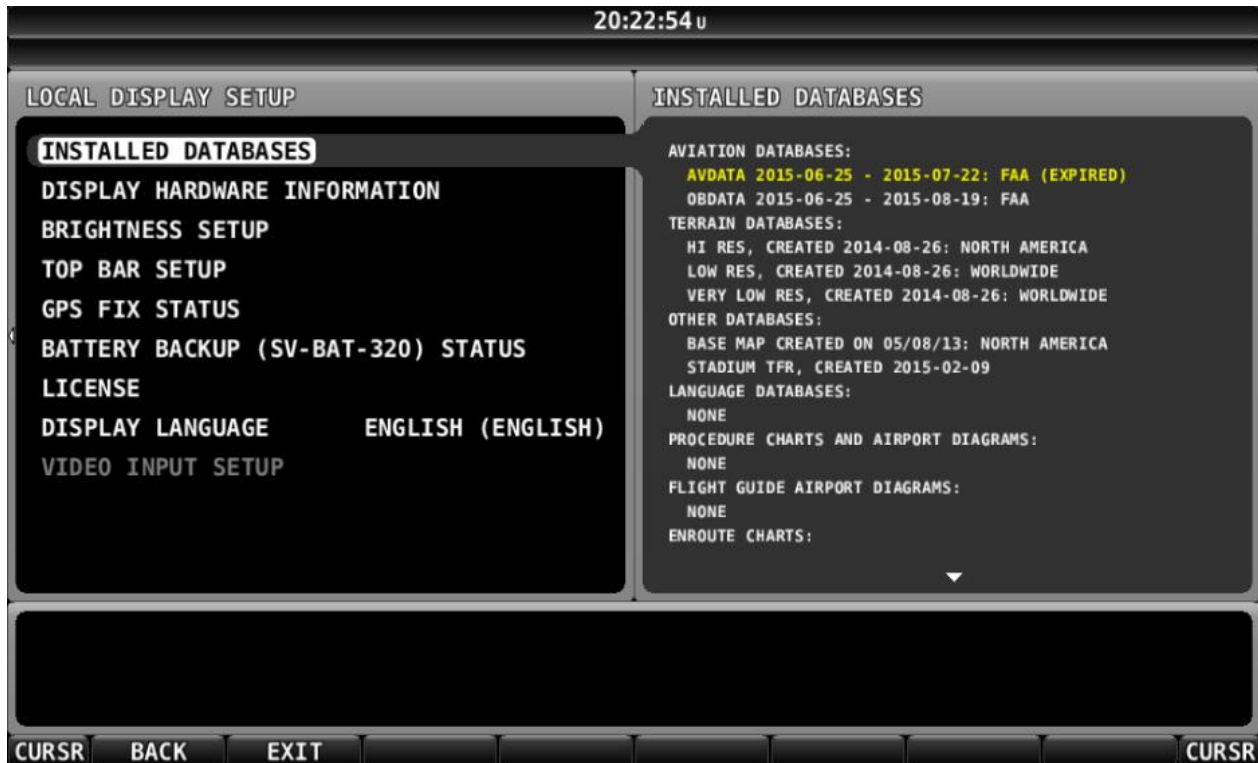 20:22:54U
LOCAL DISPLAY SETUP
INSTALLED DATABASES
DISPLAY HARDWARE INFORMATION
BRIGHTNESS SETUP
TOP BAR SETUP
GPS FIX STATUS
BATTERY BACKUP (SV-BAT-320) STATUS
LICENSE
DISPLAY LANGUAGE ENGLISH (ENGLISH)
VIDEO INPUT SETUP
INSTALLED DATABASES
AVIATION DATABASES:
AVDATA 2015-06-25 - 2015-07-22: FAA (EXPIRED)
OBDATA 2015-06-25 - 2015-08-19: FAA
TERRAIN DATABASES:
HI RES, CREATED 2014-08-26: NORTH AMERICA
LOW RES, CREATED 2014-08-26: WORLDWIDE
VERY LOW RES, CREATED 2014-08-26: WORLDWIDE
OTHER DATABASES:
BASE MAP CREATED ON 05/08/13: NORTH AMERICA
STADIUM TFR, CREATED 2015-02-09
LANGUAGE DATABASES:
NONE
PROCEDURE CHARTS AND AIRPORT DIAGRAMS:
NONE
FLIGHT GUIDE AIRPORT DIAGRAMS:
NONE
ENROUTE CHARTS:
CURSR BACK EXIT CURSR